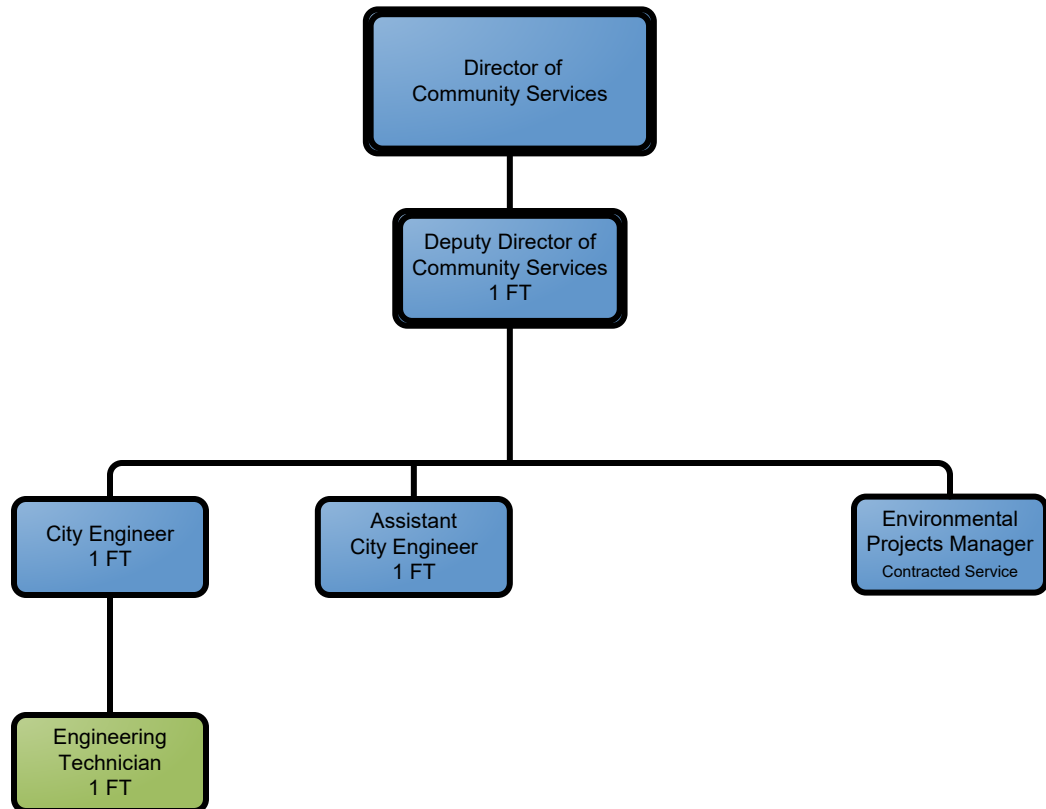 Director of
Community Services
Deputy Director of
Community Services
1 FT
City Engineer
1 FT
Assistant
City Engineer
1 FT
Environmental
Projects Manager
Contracted Service
Engineering
Technician
1 FT